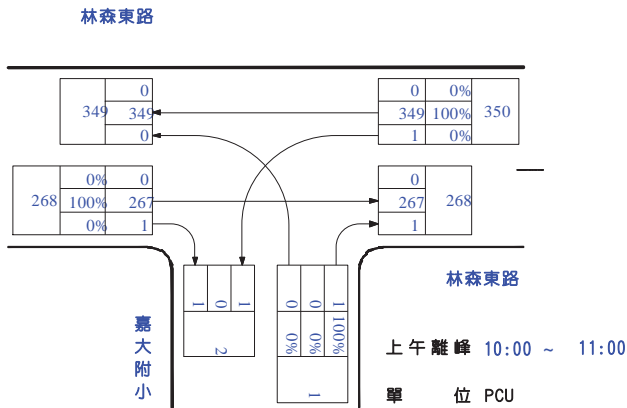 林森東路
0 0 0%
349 349 349 100% 350
0 1 0%
0% 0 0
268 100% 267 267 268
0% 1 1
林森東路
1 0 1 0 0 1
0% 0% 100%
2
1
嘉大附小
上午離峰 10:00 ~ 11:00
單 位 PCU